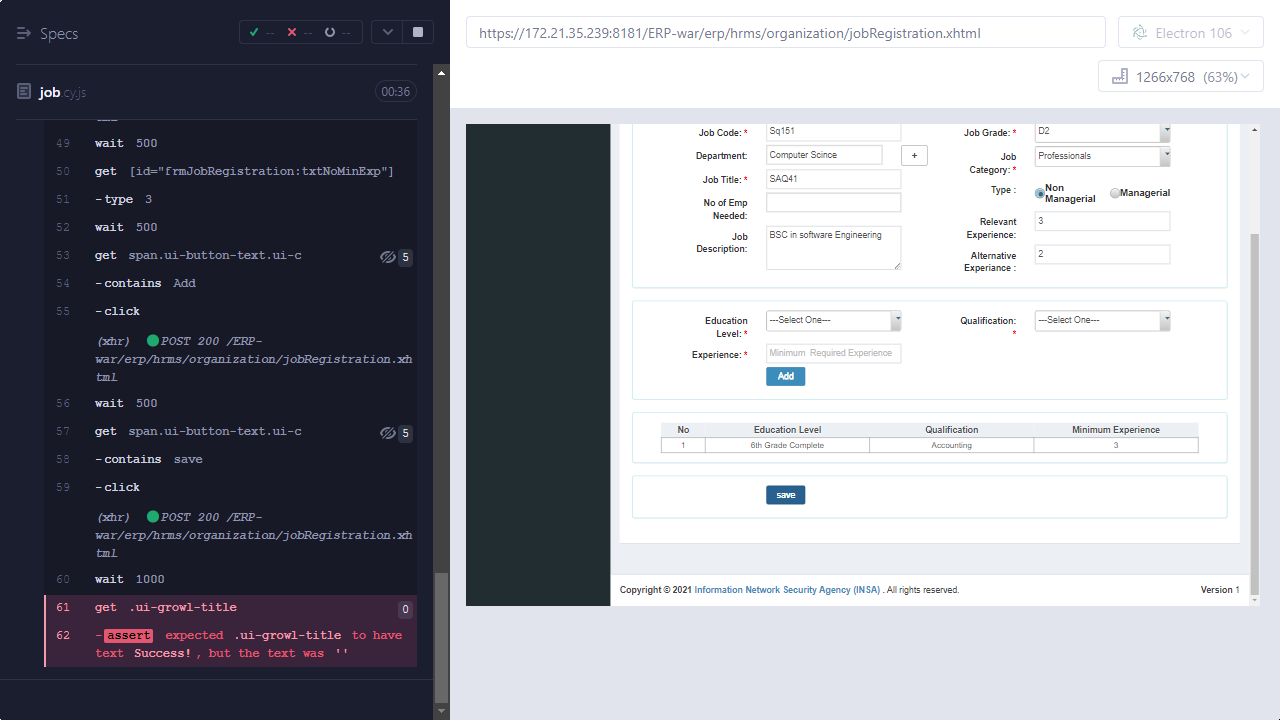 Specs
-- -- --
job.cy.js
00:36
49 wait 500
50 get [id="frmJobRegistration:txtNoMinExp"]
51 -type 3
52 wait 500
53 get span.ui-button-text.ui-c 5
54 -contains Add
55 -click
(xhr) POST 200 /ERP-
war/erp/hrms/organization/jobRegistration.xh
tml
56 wait 500
57 get span.ui-button-text.ui-c 5
58 -contains save
59 -click
(xhr) POST 200 /ERP-
war/erp/hrms/organization/jobRegistration.xh
tml
60 wait 1000
61 get .ui-growl-title 0
62 -assert expected .ui-growl-title to have
text Success! , but the text was ''
https://172.21.35.239:8181/ERP-war/erp/hrms/organization/jobRegistration.xhtml
Electron 106
1266x768 (63%)
Job Code: * Sq151
Job Grade: * D2
Department: Computer Scince +
Job
Category: * Professionals
Job Title: * SAQ41
Type : Non
Managerial Managerial
No of Emp
Needed:
Relevant
Experience: 3
Job
Description: BSC in software Engineering
Alternative
Experiance : 2
Education
Level: * ---Select One---
Qualification:
* ---Select One---
Experience: * Minimum Required Experience
Add
No Education Level Qualification Minimum Experience
1 6th Grade Complete Accounting 3
save
Copyright © 2021 Information Network Security Agency (INSA) . All rights reserved.
Version 1